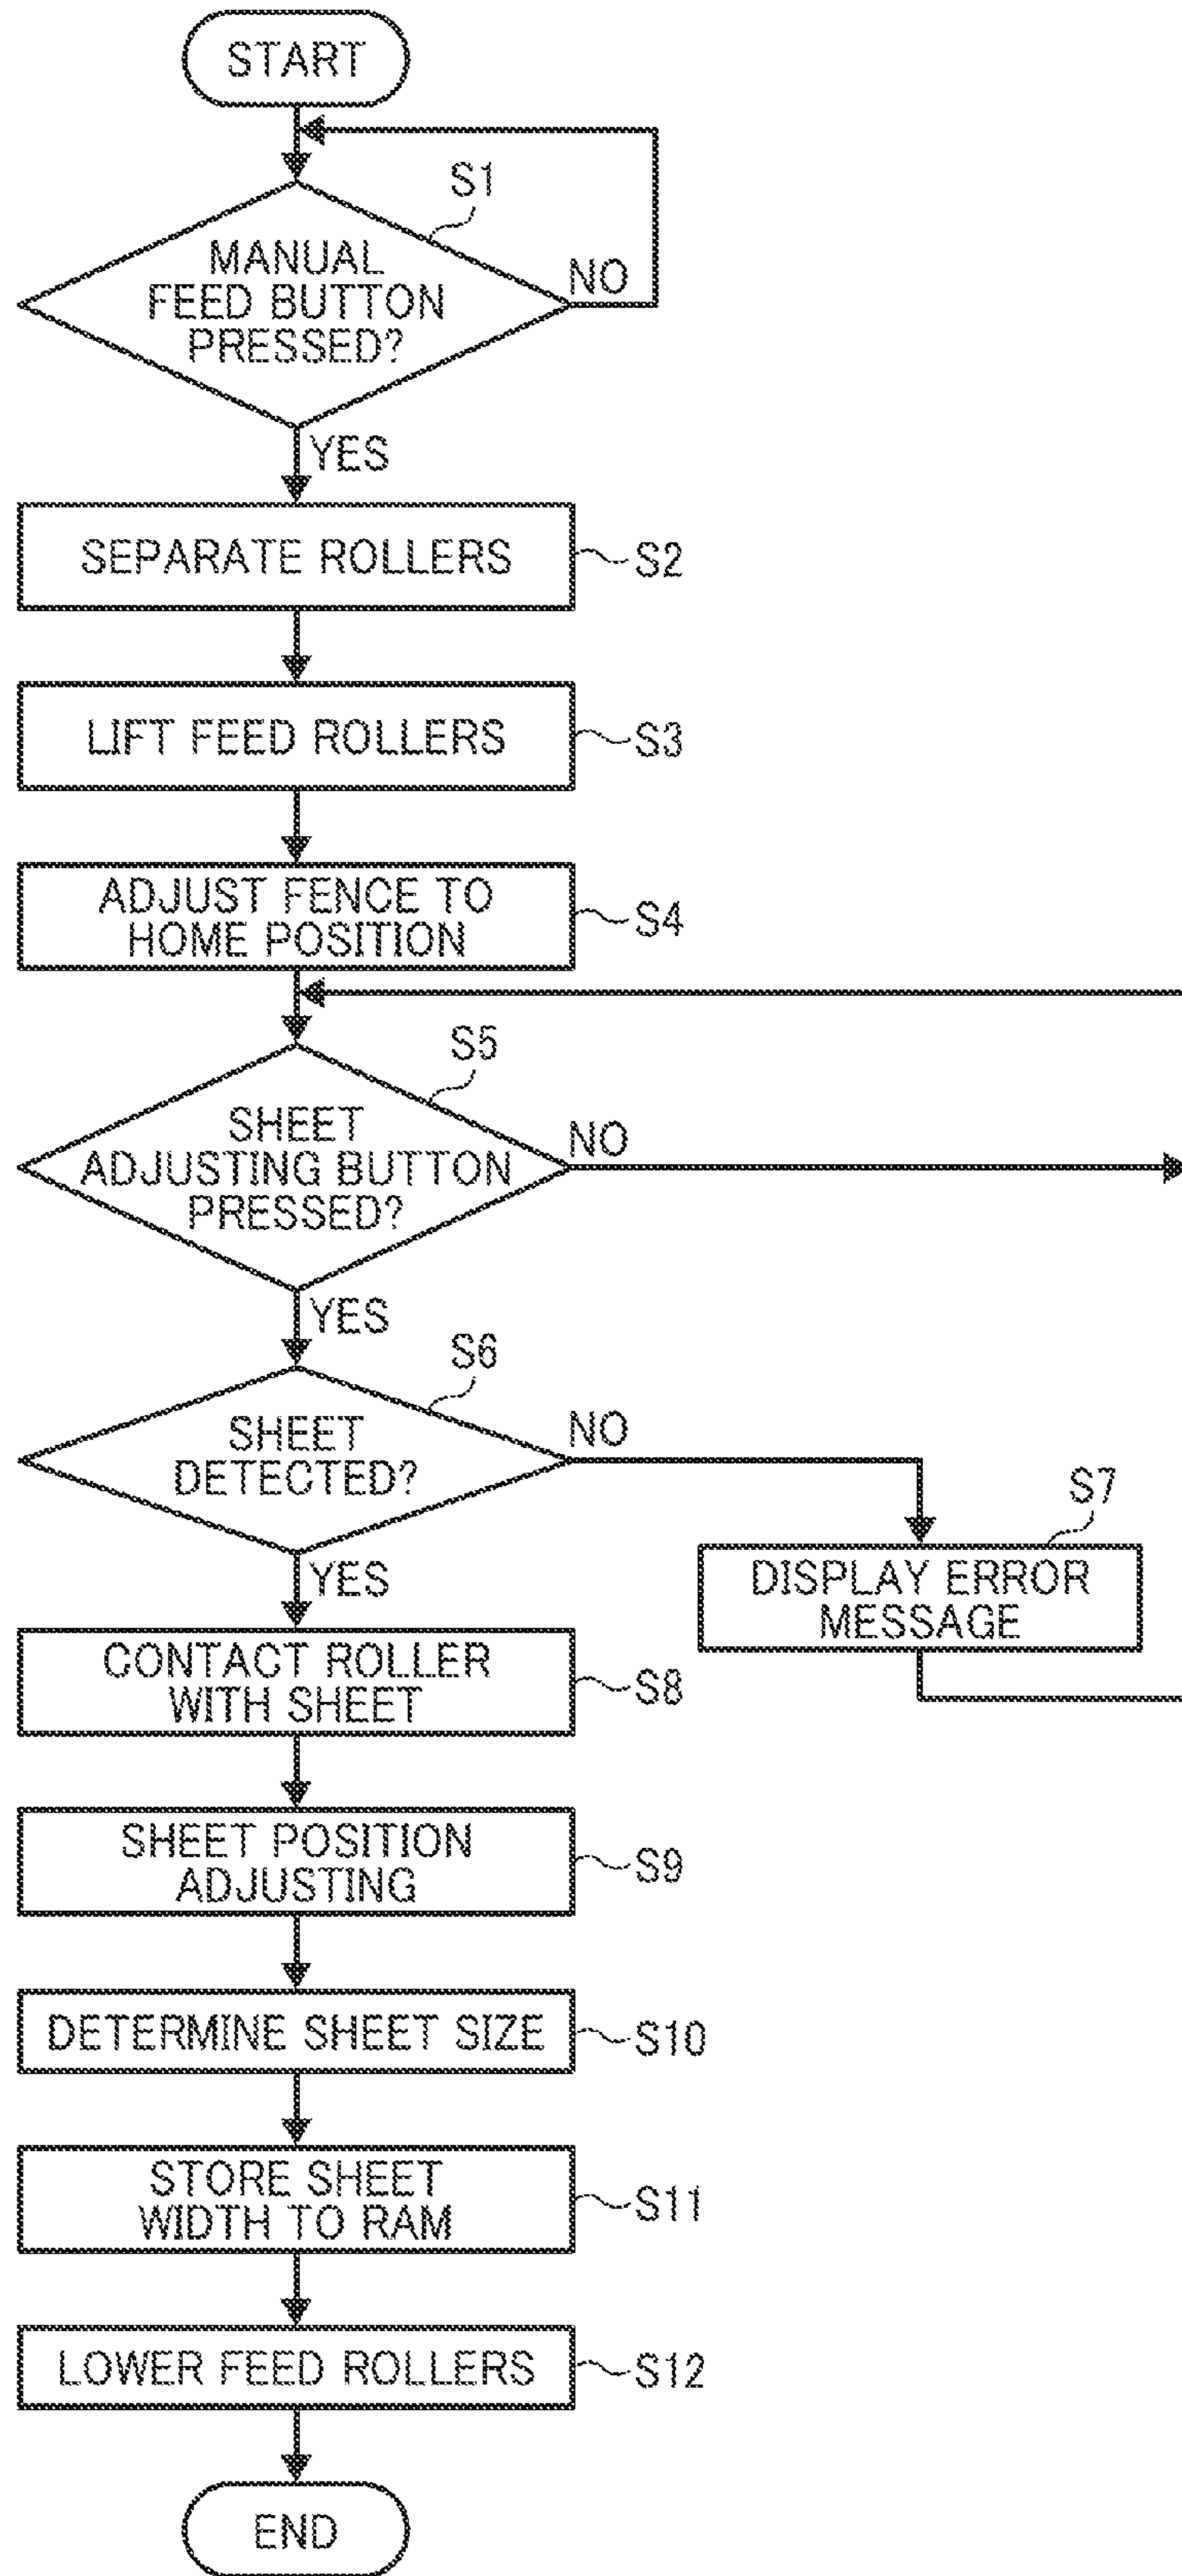 START
S1
MANUAL
FEED BUTTON
PRESSED?
NO
YES
SEPARATE ROLLERS
S2
LIFT FEED ROLLERS
S3
ADJUST FENCE TO
HOME POSITION
S4
S5
SHEET
ADJUSTING BUTTON
PRESSED?
NO
YES
S6
SHEET
DETECTED?
NO
YES
S7
DISPLAY ERROR
MESSAGE
CONTACT ROLLER
WITH SHEET
S8
SHEET POSITION
ADJUSTING
S9
DETERMINE SHEET SIZE
S10
STORE SHEET
WIDTH TO RAM
S11
LOWER FEED ROLLERS
S12
END